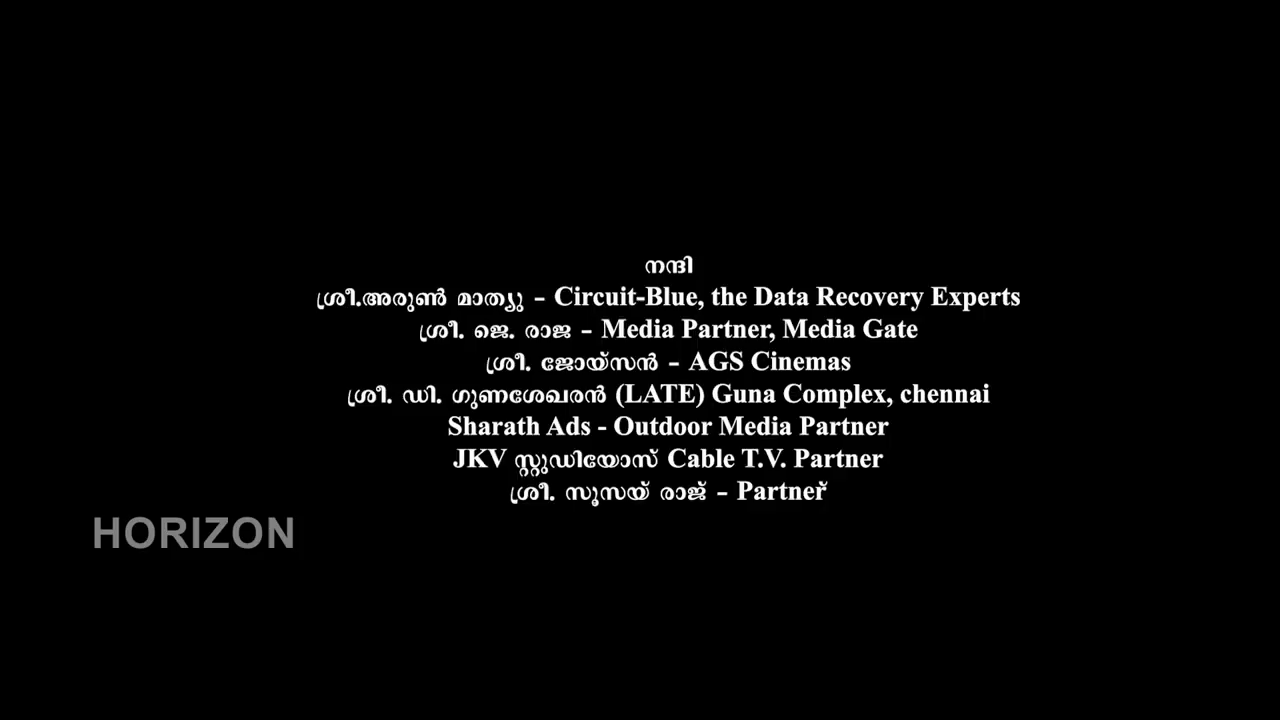 നന്ദി
ശ്രീ.അരുൺ മാത്യു – Circuit-Blue, the Data Recovery Experts
ശ്രീ. ജെ. രാജ – Media Partner, Media Gate
ശ്രീ. ജോയ്സൻ – AGS Cinemas
ശ്രീ. ഡി. ഗുണശേഖരൻ (LATE) Guna Complex, chennai
Sharath Ads - Outdoor Media Partner
JKV സ്റ്റുഡിയോസ് Cable T.V. Partner
ശ്രീ. സൂസയ് രാജ് – Partner̆
HORIZON